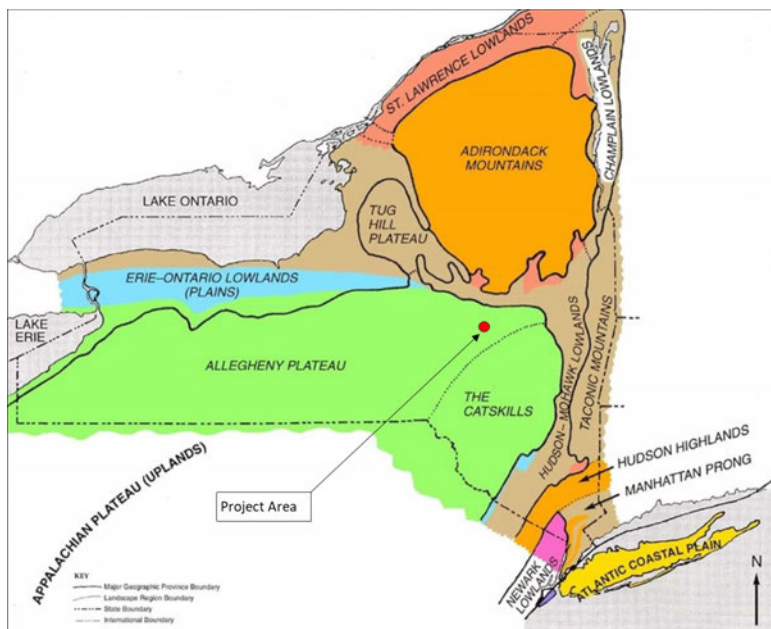 ST. LAWRENCE LOWLANDS
CHAMPLAIN LOWLANDS
ADIRONDACK
MOUNTAINS
LAKE ONTARIO
TUG
HILL
PLATEAU
ERIE-ONTARIO LOWLANDS
(PLAINS)
LAKE
ERIE
ALLEGHENY PLATEAU
THE
CATSKILLS
HUDSON-MOHAWK LOWLANDS
TACONIC MOUNTAINS
HUDSON HIGHLANDS
MANHATTAN PRONG
Project Area
APPALACHIAN PLATEAU (UPLANDS)
NEWARK
LOWLANDS
ATLANTIC COASTAL PLAIN
N
KEY
Major Geographic Province Boundary
Landscape Region Boundary
State Boundary
International Boundary